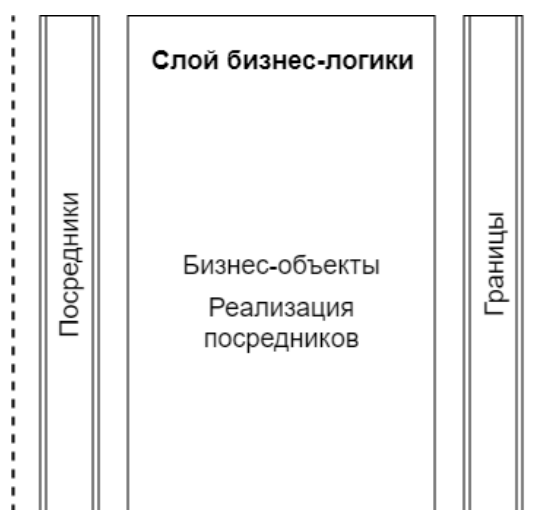 Посредники
Слой бизнес-логики
Бизнес-объекты
Реализация
посредников
Границы